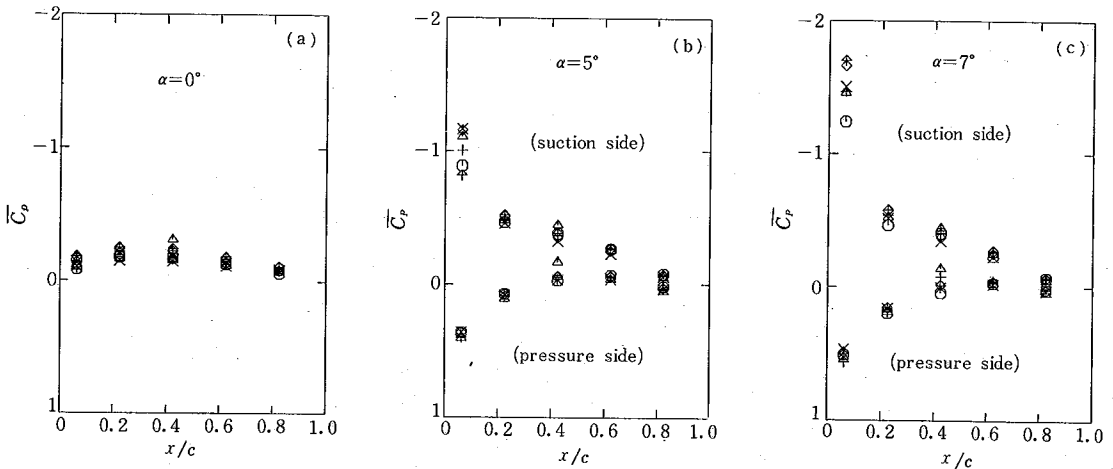 −2
(a)
α=0°
−1
C̄ₚ
0
1
0 0.2 0.4 0.6 0.8 1.0
x/c
−2
(b)
α=5°
(suction side)
−1
C̄ₚ
0
(pressure side)
1
0 0.2 0.4 0.6 0.8 1.0
x/c
−2
(c)
α=7°
(suction side)
−1
C̄ₚ
0
(pressure side)
1
0 0.2 0.4 0.6 0.8 1.0
x/c